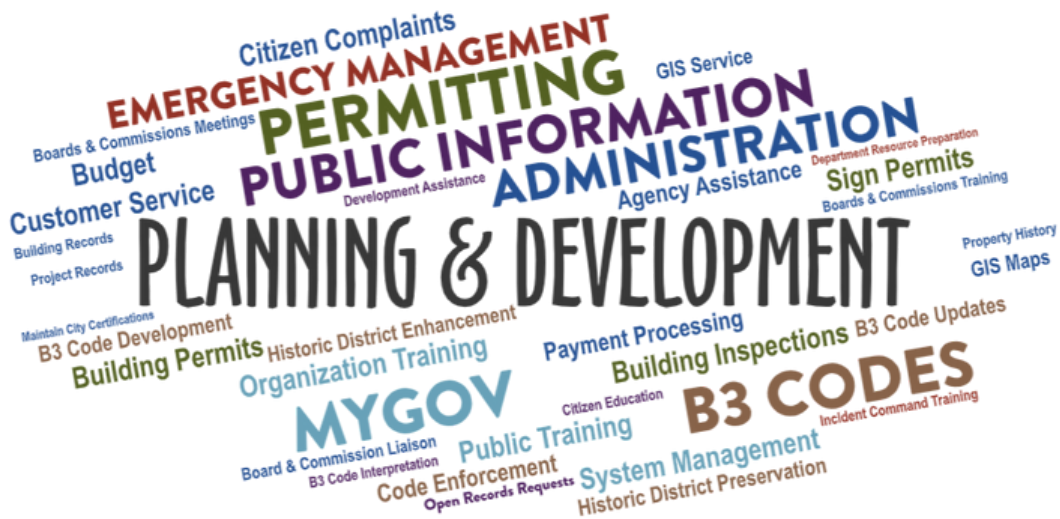 Citizen Complaints
EMERGENCY MANAGEMENT
PERMITTING
GIS Service
Boards & Commissions Meetings
Budget
PUBLIC INFORMATION
Development Assistance
ADMINISTRATION
Department Resource Preparation
Agency Assistance
Sign Permits
Boards & Commissions Training
Customer Service
Building Records
Project Records
PLANNING & DEVELOPMENT
Property History
GIS Maps
Maintain City Certifications
B3 Code Development
Building Permits
Historic District Enhancement
Organization Training
Payment Processing
Building Inspections
B3 Code Updates
MYGOV
Citizen Education
B3 CODES
Incident Command Training
Board & Commission Liaison
Public Training
B3 Code Interpretation
Code Enforcement
System Management
Open Records Requests
Historic District Preservation